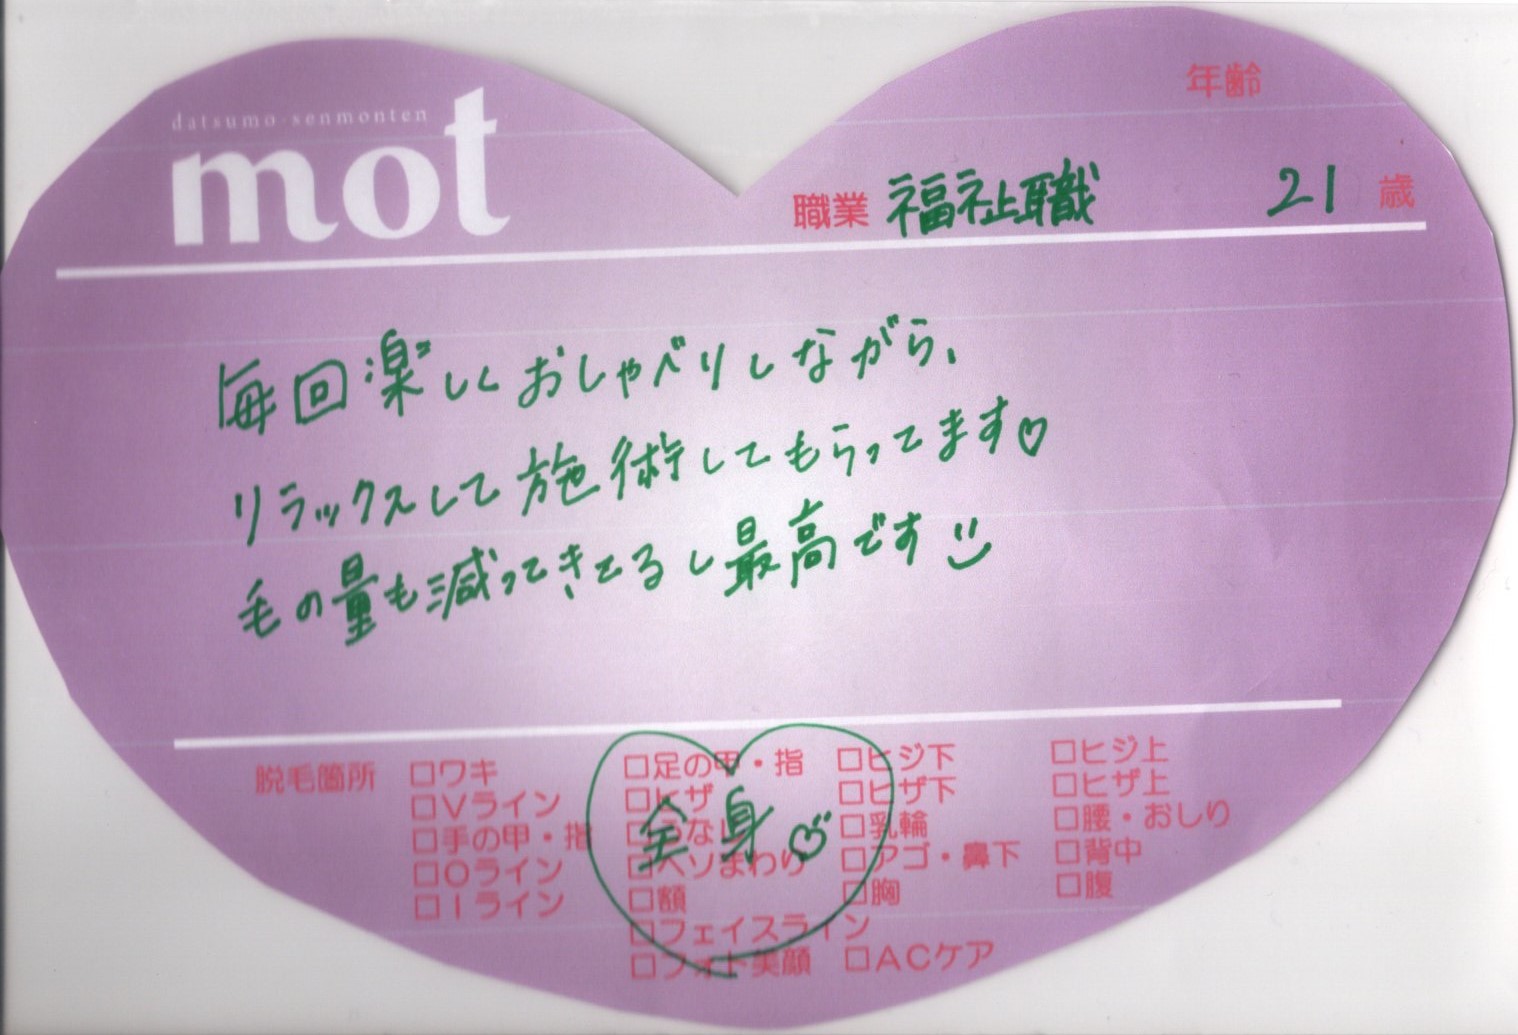 datsumo-senmonten
mot
年齢
職業 福祉職 21 歳
毎回楽しくおしゃべりしながら、
リラックスして施術してもらってます♡
毛の量も減ってきてるし最高です
脱毛箇所
□ワキ
□Vライン
□手の甲・指
□Oライン
□Iライン
□足の甲・指
□ヒザ
□うなじ
□ヘソまわり
□額
□フェイスライン
□フォト美顔
全身♡
□ヒジ下
□ヒザ下
□乳輪
□アゴ・鼻下
□胸
□ACケア
□ヒジ上
□ヒザ上
□腰・おしり
□背中
□腹